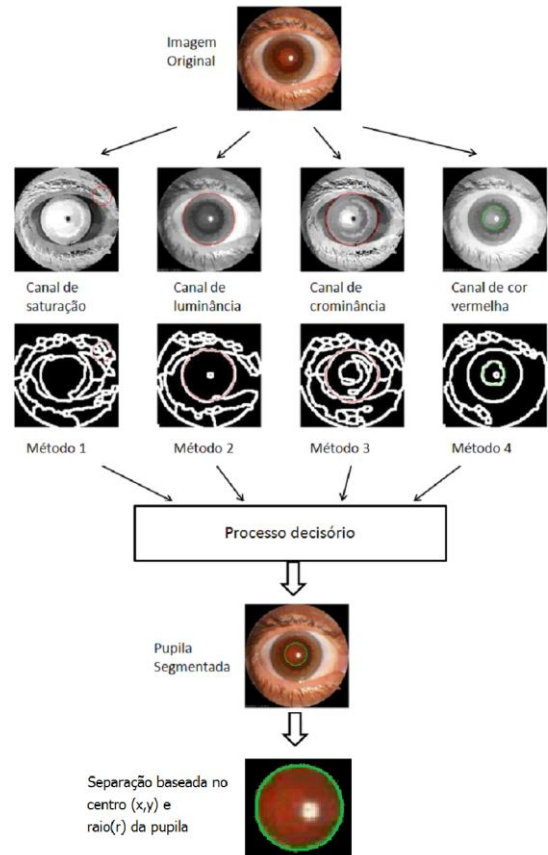 Imagem
Original
Canal de
saturação
Canal de
luminância
Canal de
crominância
Canal de cor
vermelha
Método 1
Método 2
Método 3
Método 4
Processo decisório
Pupila
Segmentada
Separação baseada no
centro (x,y) e
raio(r) da pupila